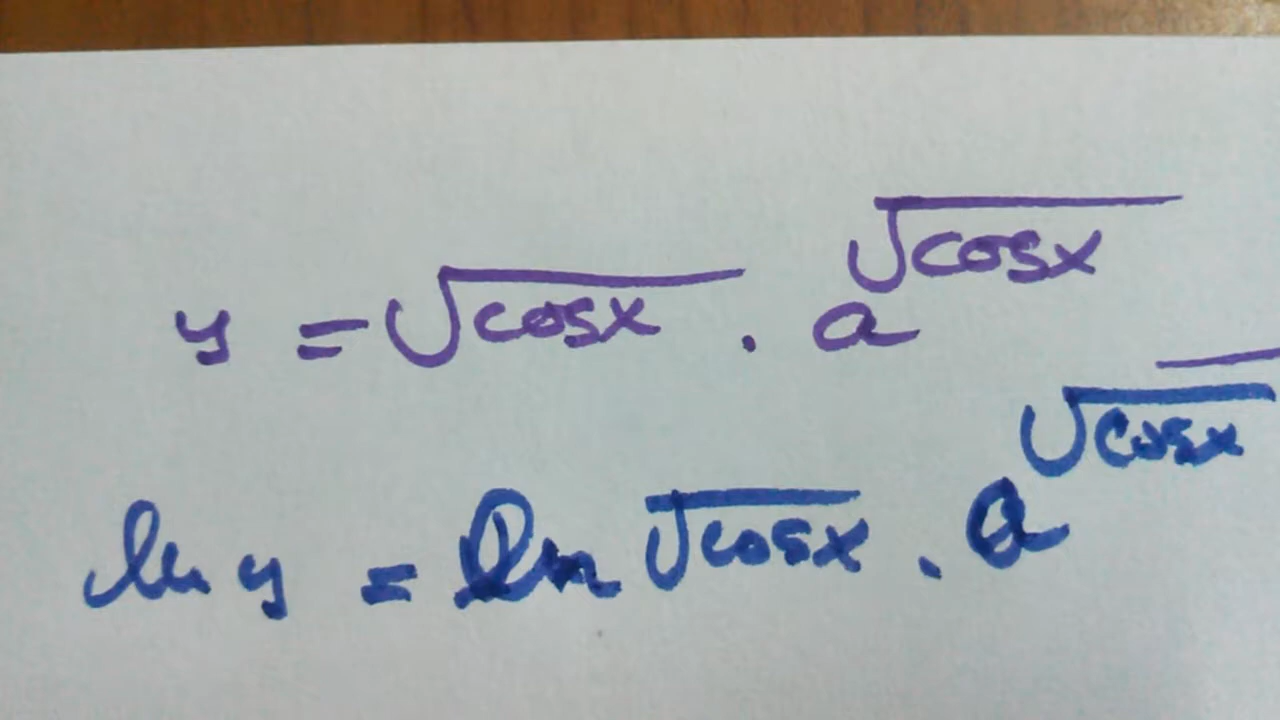 y = √cosx . a^√cosx
ln y = ln √cosx . a^√cosx